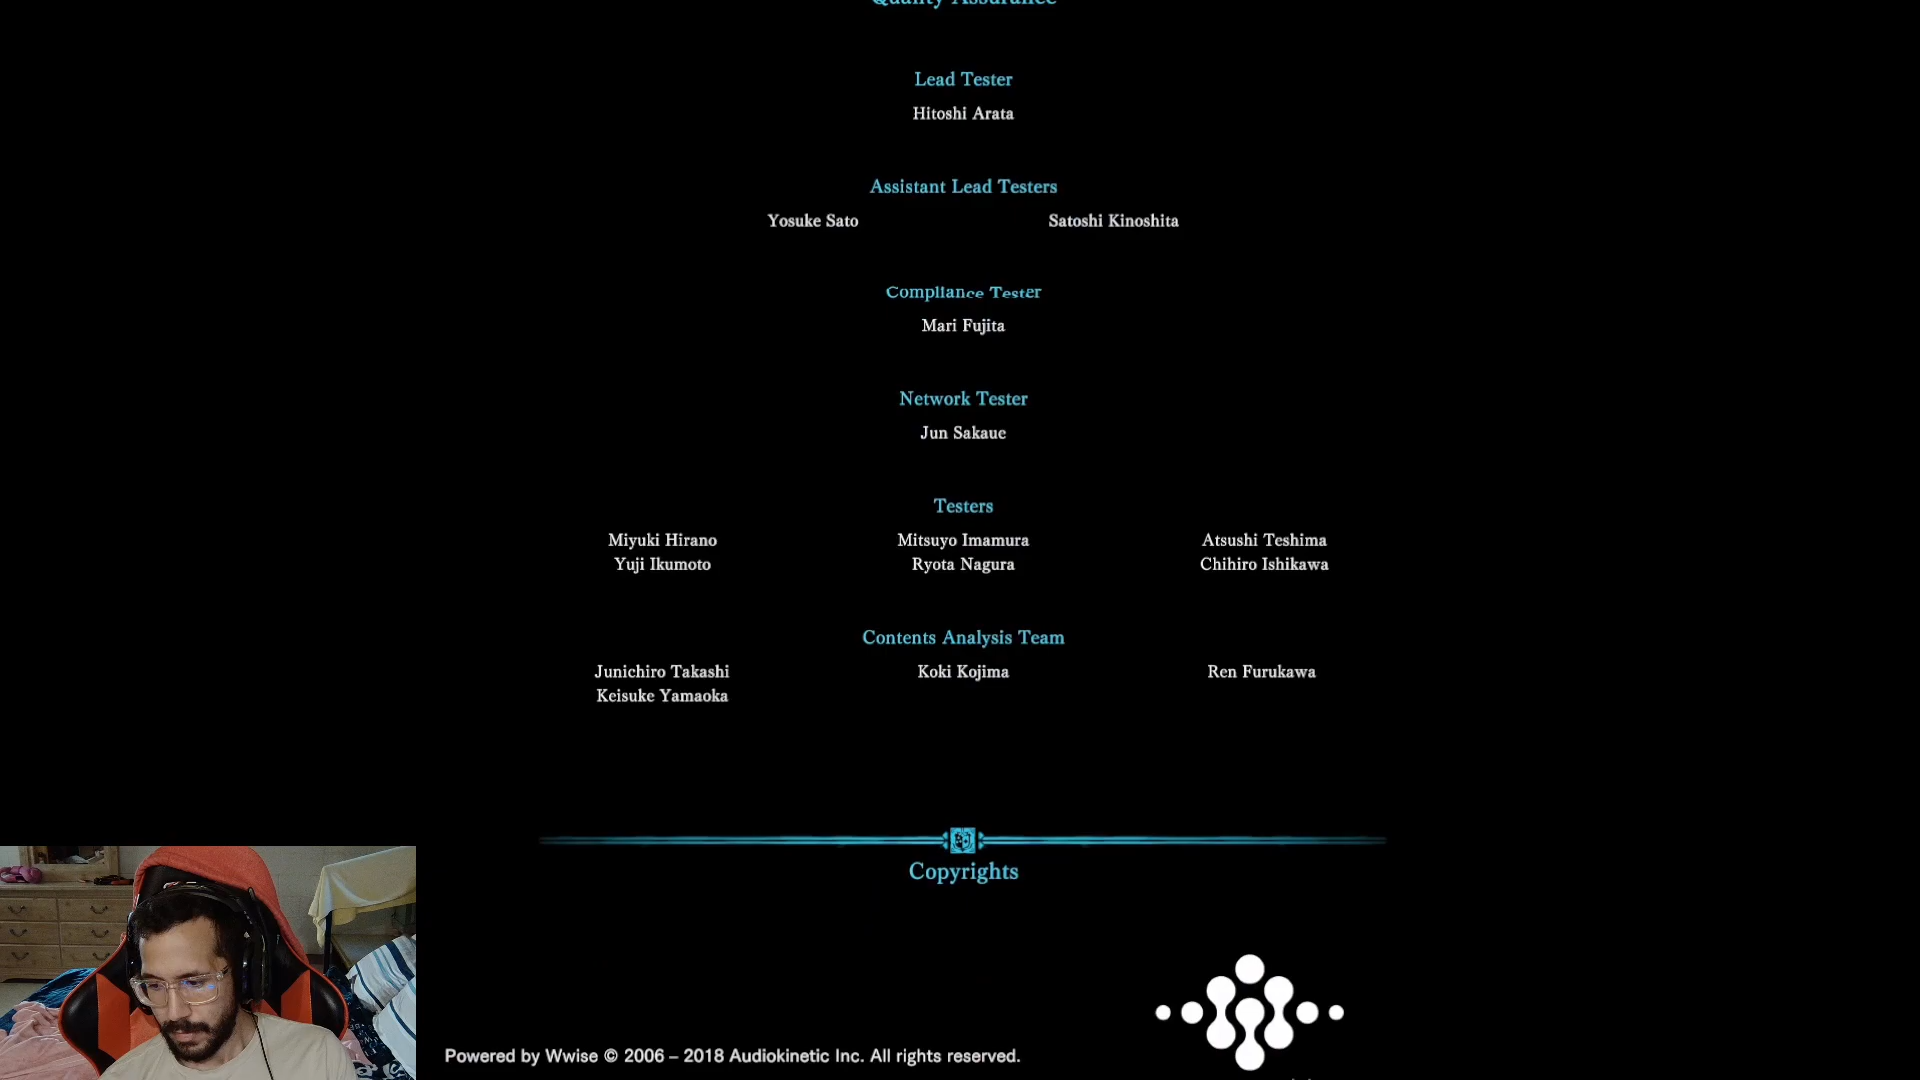 Quality Assurance
Lead Tester
Hitoshi Arata
Assistant Lead Testers
Yosuke Sato Satoshi Kinoshita
Compliance Tester
Mari Fujita
Network Tester
Jun Sakaue
Testers
Miyuki Hirano Mitsuyo Imamura Atsushi Teshima
Yuji Ikumoto Ryota Nagura Chihiro Ishikawa
Contents Analysis Team
Junichiro Takashi Koki Kojima Ren Furukawa
Keisuke Yamaoka
Copyrights
Powered by Wwise © 2006 – 2018 Audiokinetic Inc. All rights reserved.